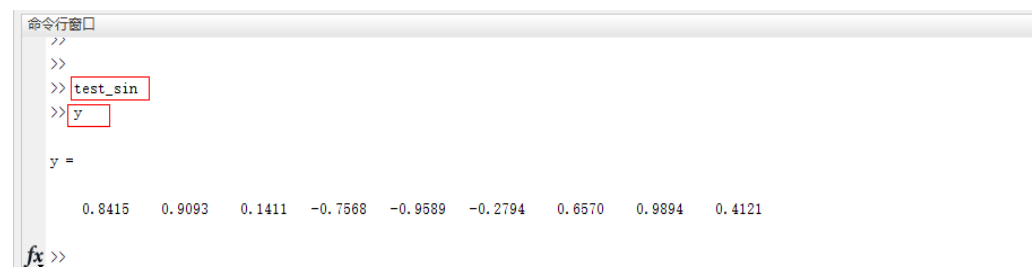 命令行窗口
>>
>>
>> test_sin
>> y
y =
0.8415 0.9093 0.1411 -0.7568 -0.9589 -0.2794 0.6570 0.9894 0.4121
fx >>